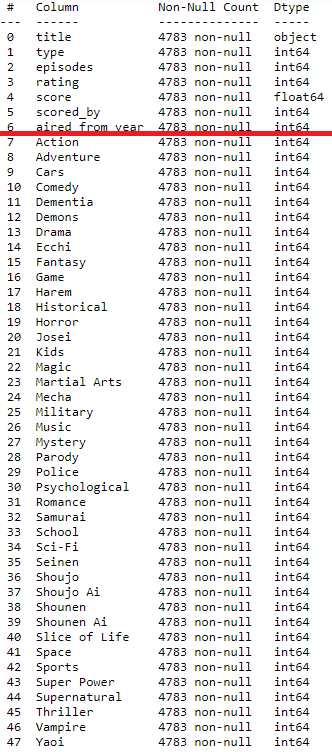 #   Column         Non-Null Count  Dtype
---  ------         --------------  -----
0   title          4783 non-null   object
1   type           4783 non-null   int64
2   episodes       4783 non-null   int64
3   rating         4783 non-null   int64
4   score          4783 non-null   float64
5   scored_by      4783 non-null   int64
6   aired_from_year  4783 non-null   int64
7   Action         4783 non-null   int64
8   Adventure      4783 non-null   int64
9   Cars           4783 non-null   int64
10  Comedy         4783 non-null   int64
11  Dementia       4783 non-null   int64
12  Demons         4783 non-null   int64
13  Drama          4783 non-null   int64
14  Ecchi          4783 non-null   int64
15  Fantasy        4783 non-null   int64
16  Game           4783 non-null   int64
17  Harem          4783 non-null   int64
18  Historical     4783 non-null   int64
19  Horror         4783 non-null   int64
20  Josei          4783 non-null   int64
21  Kids           4783 non-null   int64
22  Magic          4783 non-null   int64
23  Martial Arts   4783 non-null   int64
24  Mecha          4783 non-null   int64
25  Military       4783 non-null   int64
26  Music          4783 non-null   int64
27  Mystery        4783 non-null   int64
28  Parody         4783 non-null   int64
29  Police         4783 non-null   int64
30  Psychological  4783 non-null   int64
31  Romance        4783 non-null   int64
32  Samurai        4783 non-null   int64
33  School         4783 non-null   int64
34  Sci-Fi         4783 non-null   int64
35  Seinen         4783 non-null   int64
36  Shoujo         4783 non-null   int64
37  Shoujo Ai      4783 non-null   int64
38  Shounen        4783 non-null   int64
39  Shounen Ai     4783 non-null   int64
40  Slice of Life  4783 non-null   int64
41  Space          4783 non-null   int64
42  Sports         4783 non-null   int64
43  Super Power    4783 non-null   int64
44  Supernatural   4783 non-null   int64
45  Thriller       4783 non-null   int64
46  Vampire        4783 non-null   int64
47  Yaoi           4783 non-null   int64